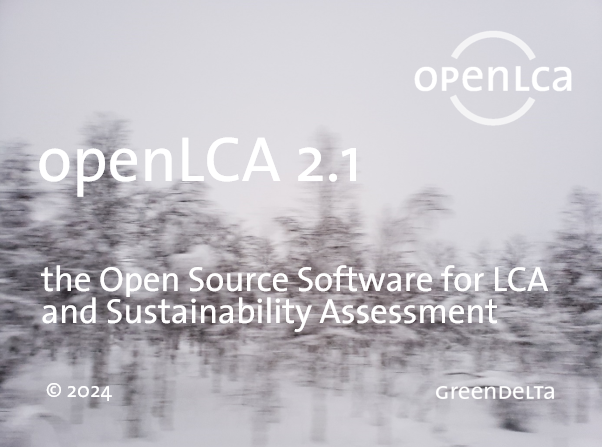 openLCA
openLCA 2.1
the Open Source Software for LCA
and Sustainability Assessment
© 2024
GreenDelta